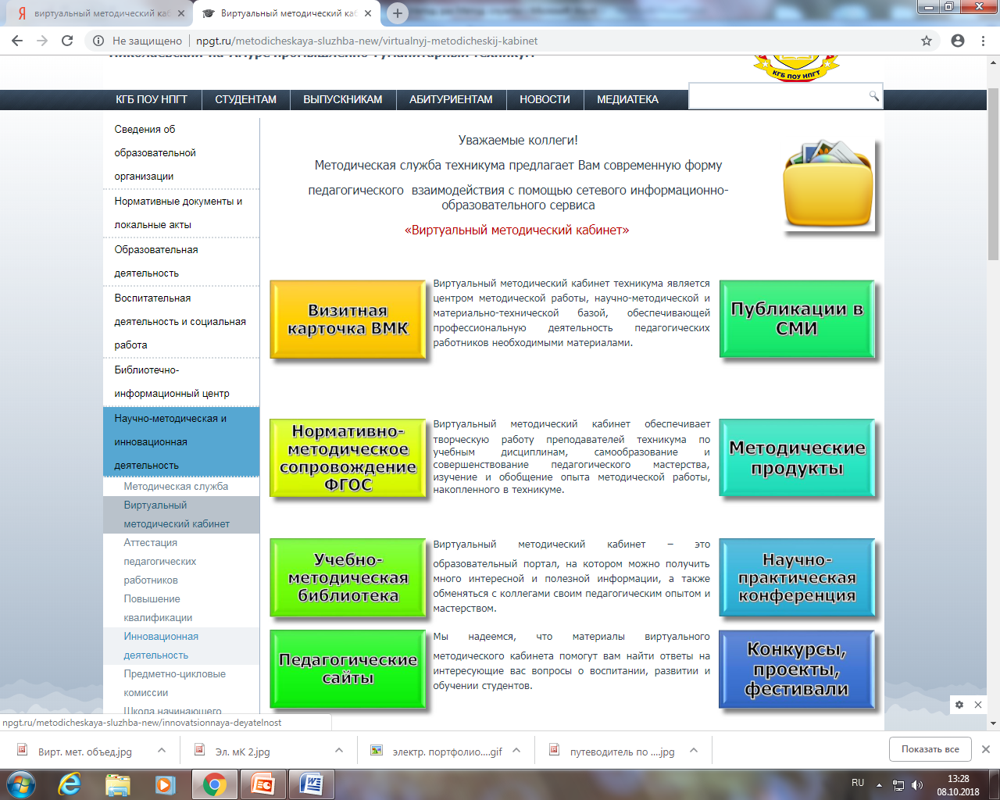 виртуальный методический каб
Виртуальный методический каб
Не защищено
npgt.ru/metodicheskaya-sluzhba-new/virtualnyj-metodicheskij-kabinet
Николаевский-на-Амуре промышленно-гуманитарный техникум
КГБ ПОУ НПГТ
КГБ ПОУ НПГТ
СТУДЕНТАМ
ВЫПУСКНИКАМ
АБИТУРИЕНТАМ
НОВОСТИ
МЕДИАТЕКА
Сведения об
образовательной
организации
Нормативные документы и
локальные акты
Образовательная
деятельность
Воспитательная
деятельность и социальная
работа
Библиотечно-
информационный центр
Научно-методическая и
инновационная
деятельность
Методическая служба
Виртуальный
методический кабинет
Аттестация
педагогических
работников
Повышение
квалификации
Инновационная
деятельность
Предметно-цикловые
комиссии
Школа начинающего
Уважаемые коллеги!
Методическая служба техникума предлагает Вам современную форму
педагогического взаимодействия с помощью сетевого информационно-
образовательного сервиса
«Виртуальный методический кабинет»
Визитная
карточка ВМК
Виртуальный методический кабинет техникума является
центром методической работы, научно-методической и
материально-технической базой, обеспечивающей
профессиональную деятельность педагогических
работников необходимыми материалами.
Публикации в
СМИ
Нормативно-
методическое
сопровождение
ФГОС
Виртуальный методический кабинет обеспечивает
творческую работу преподавателей техникума по
учебным дисциплинам, самообразование и
совершенствование педагогического мастерства,
изучение и обобщение опыта методической работы,
накопленного в техникуме.
Методические
продукты
Учебно-
методическая
библиотека
Виртуальный методический кабинет – это
образовательный портал, на котором можно получить
много интересной и полезной информации, а также
обменяться с коллегами своим педагогическим опытом и
мастерством.
Научно-
практическая
конференция
Педагогические
сайты
Мы надеемся, что материалы виртуального
методического кабинета помогут вам найти ответы на
интересующие вас вопросы о воспитании, развитии и
обучении студентов.
Конкурсы,
проекты,
фестивали
npgt.ru/metodicheskaya-sluzhba-new/innovatsionnaya-deyatelnost
Вирт. мет. объед.jpg
Эл. мК 2.jpg
электр. портфолио....gif
путеводитель по ....jpg
Показать все
RU
13:28
08.10.2018